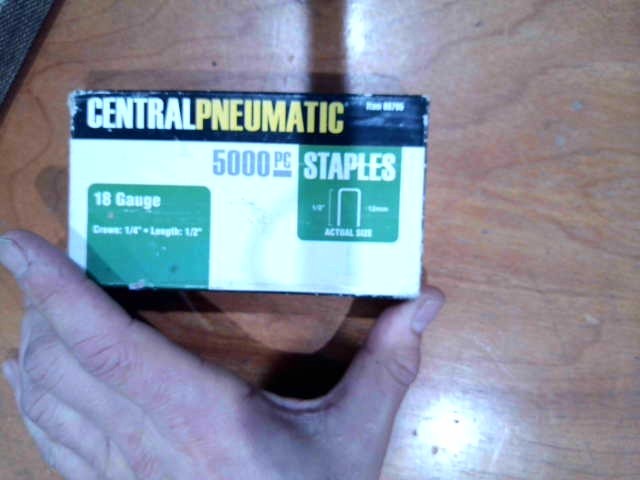 CENTRALPNEUMATIC
5000 PC STAPLES
18 Gauge
Crown: 1/4" • Length: 1/2"
1/2" 12mm
ACTUAL SIZE